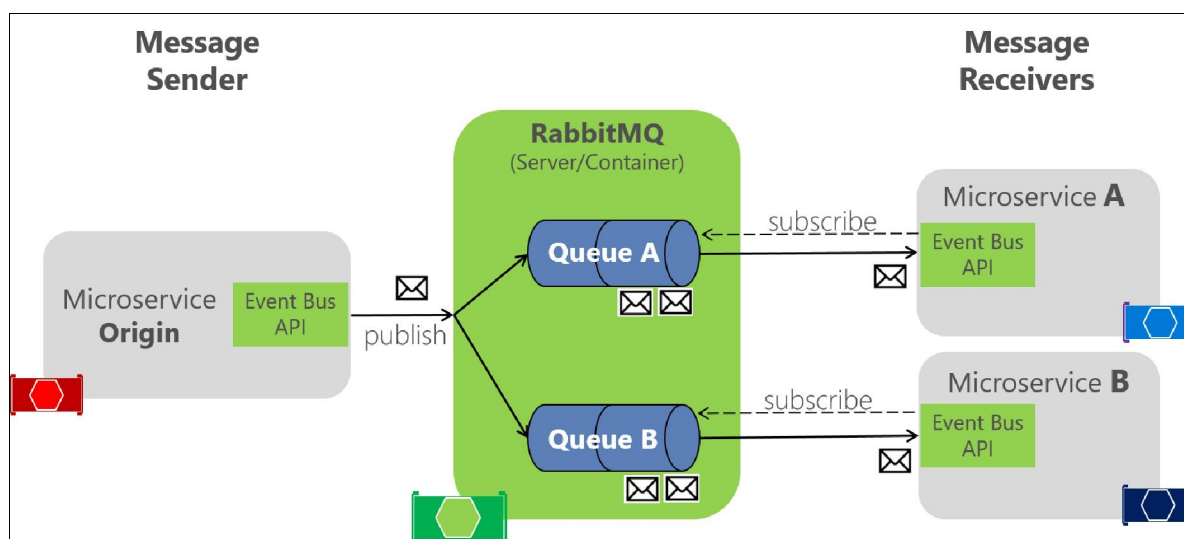 Message
Sender
Message
Receivers
RabbitMQ
(Server/Container)
Microservice A
subscribe
Event Bus
API
Queue A
Microservice
Origin
Event Bus
API
publish
Microservice B
subscribe
Event Bus
API
Queue B